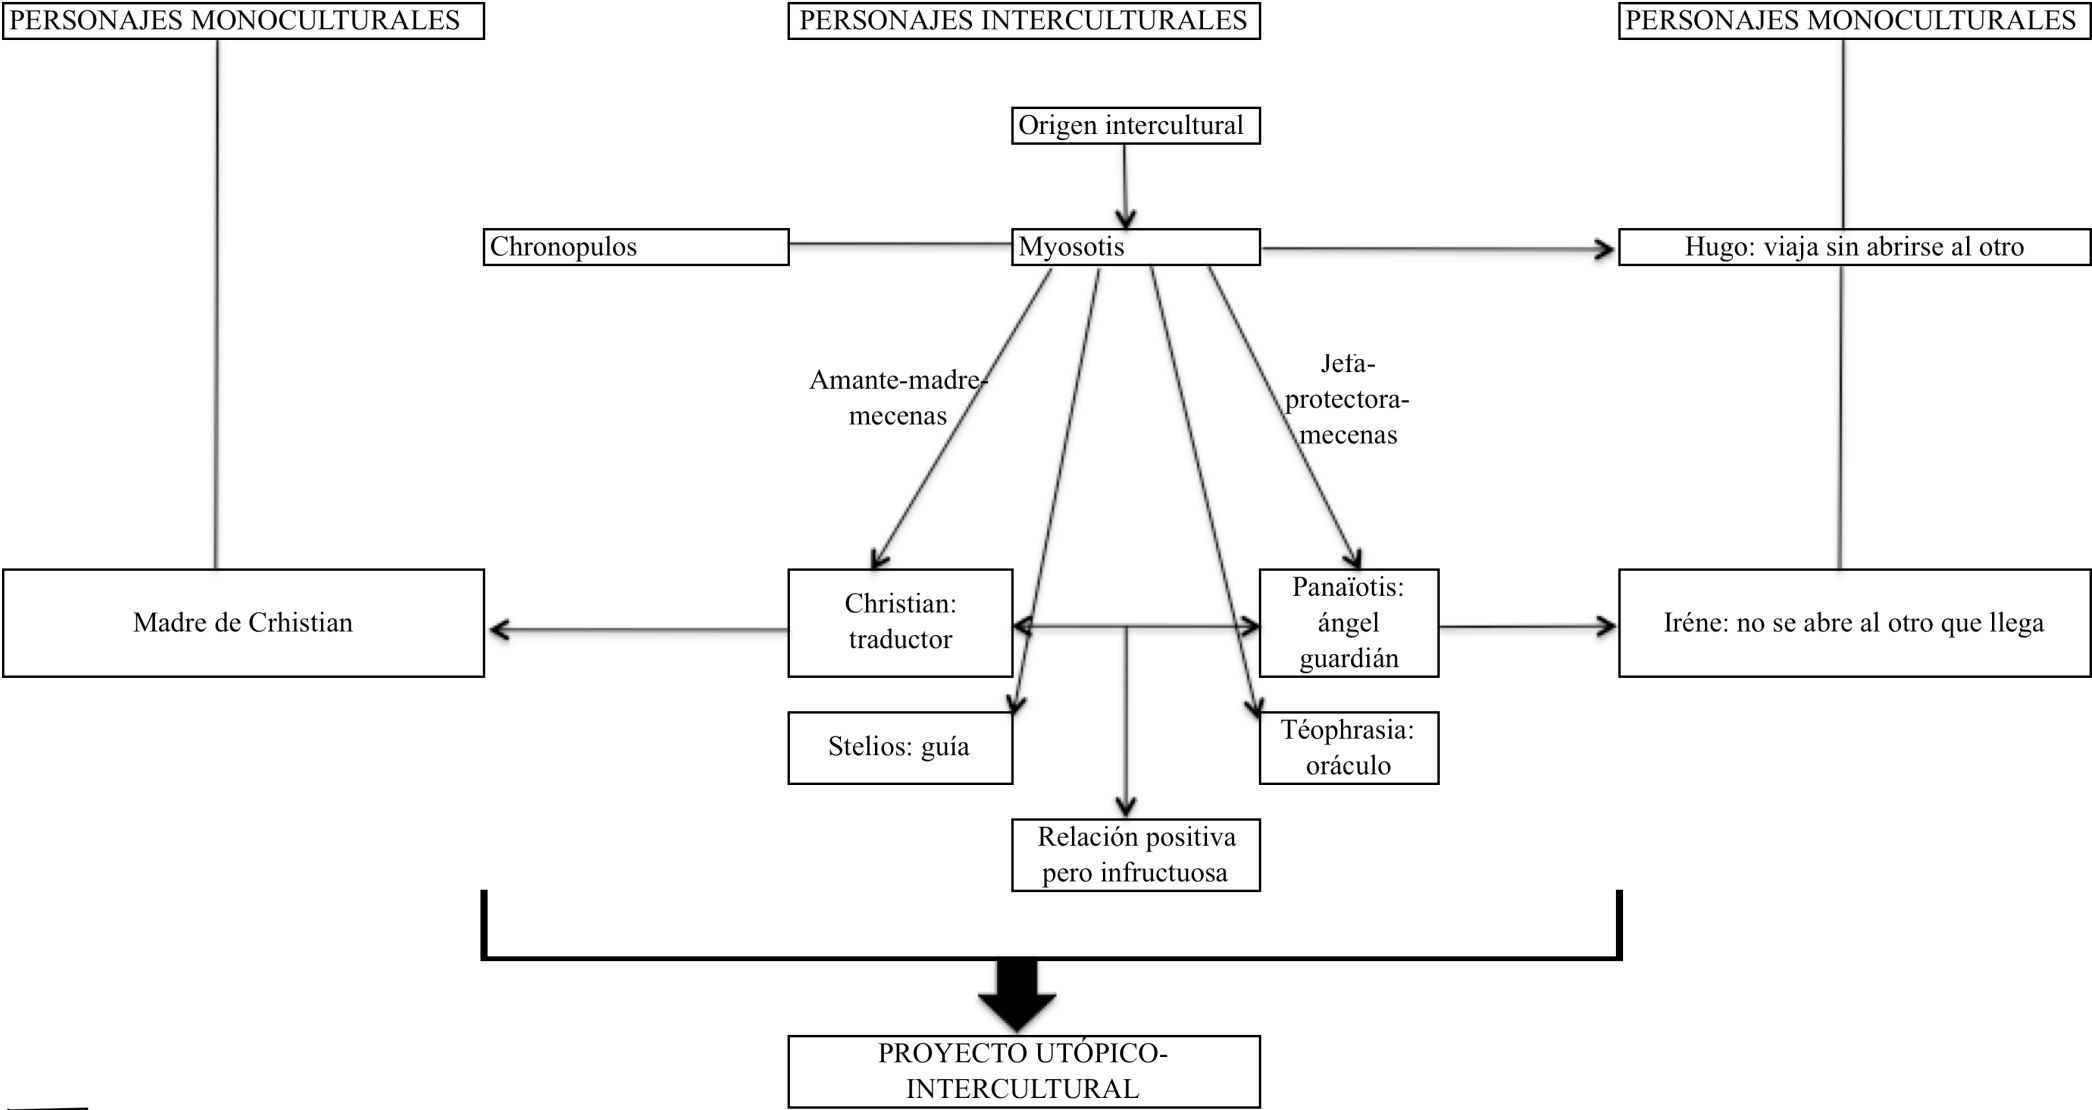 PERSONAJES MONOCULTURALES
PERSONAJES INTERCULTURALES
PERSONAJES MONOCULTURALES
Origen intercultural
Chronopulos
Myosotis
Hugo: viaja sin abrirse al otro
Amante-madre-
mecenas
Jefa-
protectora-
mecenas
Madre de Crhistian
Christian:
traductor
Panaïotis:
ángel
guardián
Iréne: no se abre al otro que llega
Stelios: guía
Téophrasia:
oráculo
Relación positiva
pero infructuosa
PROYECTO UTÓPICO-
INTERCULTURAL